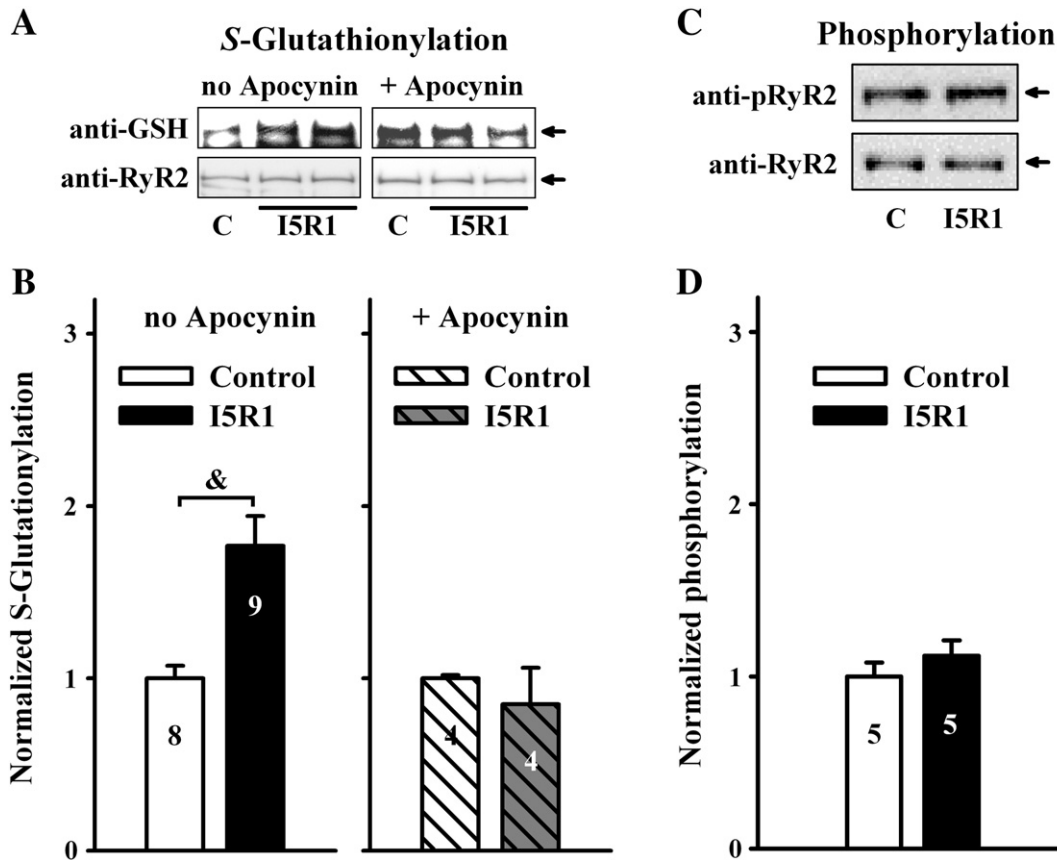 A
S-Glutathionylation
no Apocynin + Apocynin
anti-GSH
anti-RyR2
C I5R1 C I5R1
C
Phosphorylation
anti-pRyR2
anti-RyR2
C I5R1
B
Normalized S-Glutationylation
3
2
1
0
no Apocynin
Control
I5R1
&
8
9
+ Apocynin
Control
I5R1
4
4
D
Normalized phosphorylation
3
2
1
0
Control
I5R1
5
5